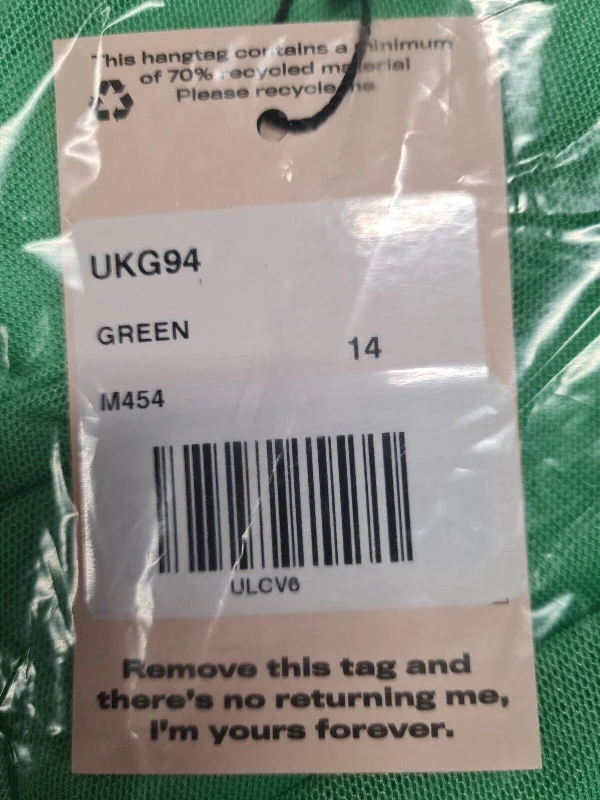 This hangtag contains a minimum
of 70% recycled material
Please recycle me
UKG94
GREEN
14
M454
ULCV6
Remove this tag and
there's no returning me,
I'm yours forever.